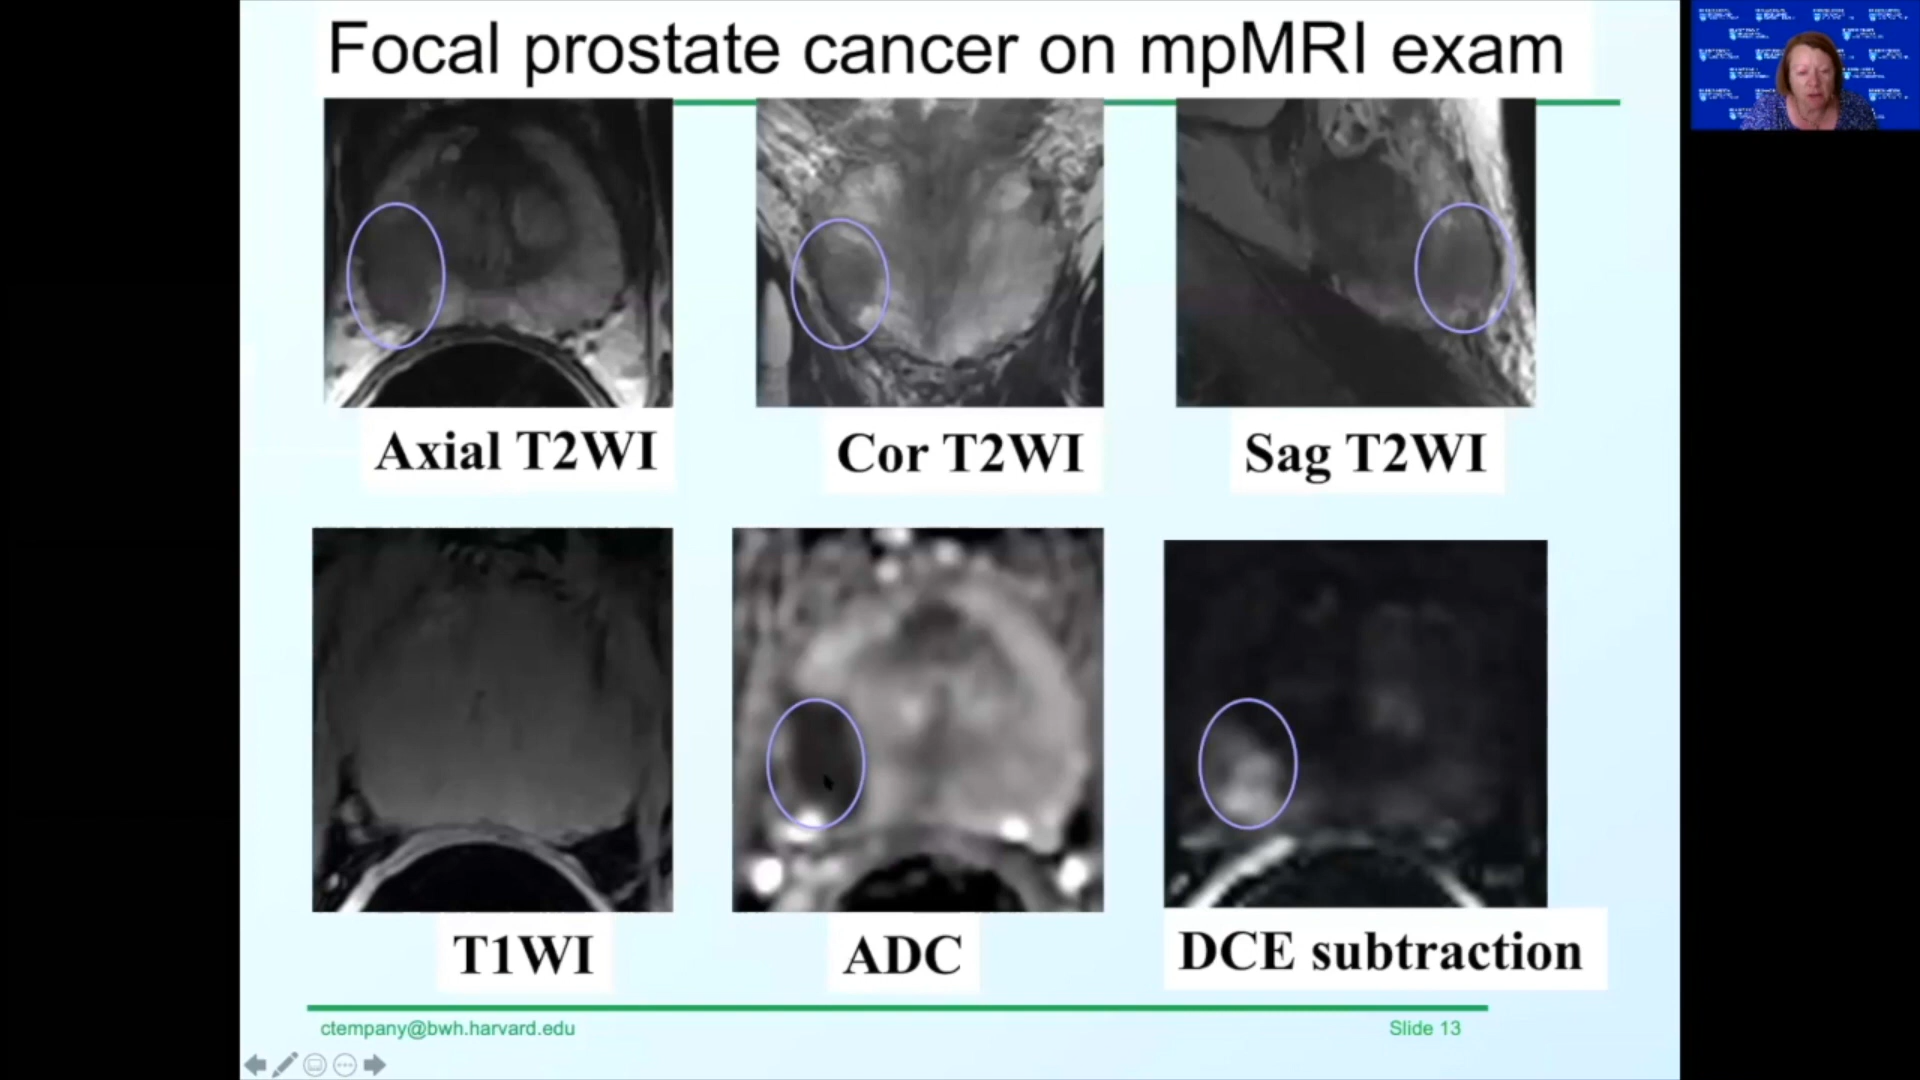 Focal prostate cancer on mpMRI exam
Axial T2WI
Cor T2WI
Sag T2WI
T1WI
ADC
DCE subtraction
ctempany@bwh.harvard.edu
Slide 13